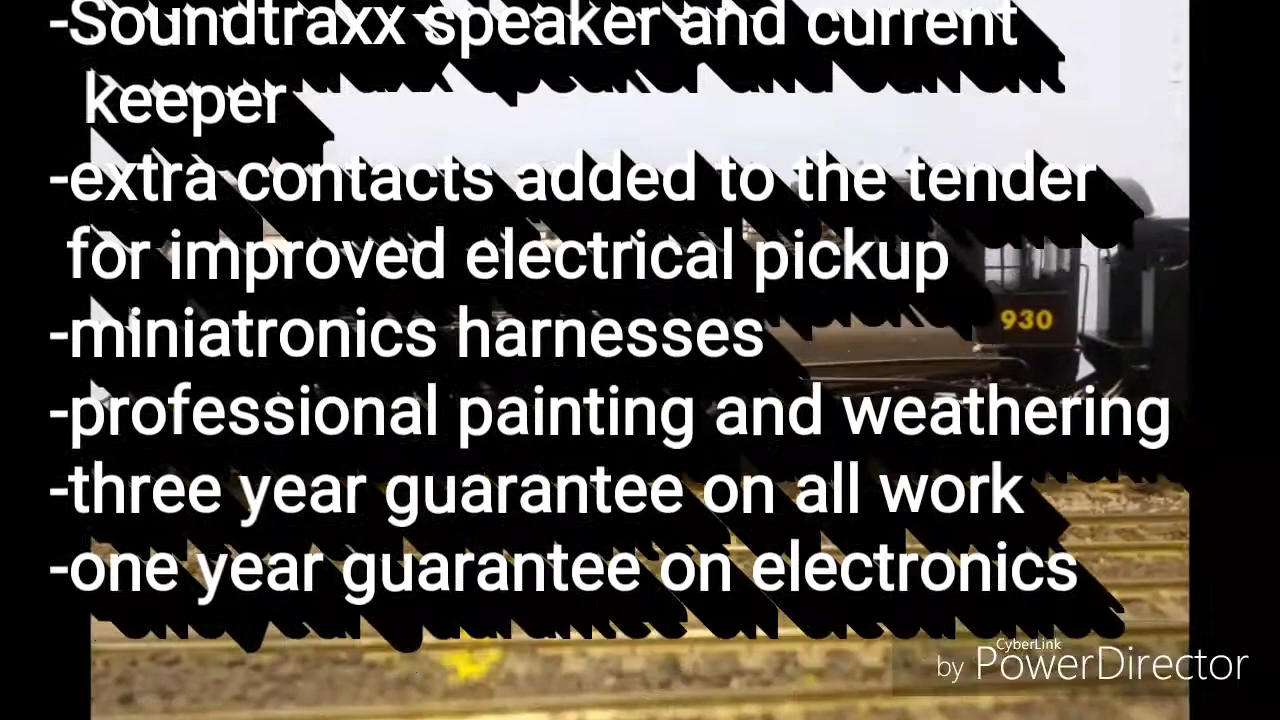 -Soundtraxx speaker and current
keeper
-extra contacts added to the tender
for improved electrical pickup
930
-miniatronics harnesses
-professional painting and weathering
-three year guarantee on all work
-one year guarantee on electronics
CyberLink
by PowerDirector